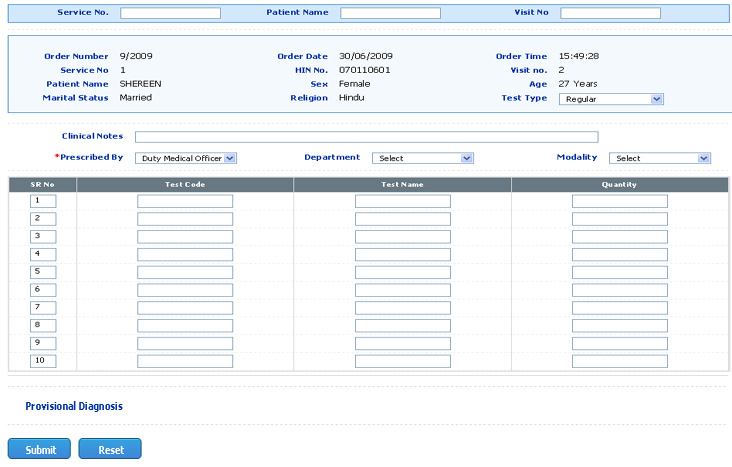 Service No. Patient Name Visit No
Order Number 9/2009 Order Date 30/06/2009 Order Time 15:49:28
Service No 1 HIN No. 070110601 Visit no. 2
Patient Name SHEREEN Sex Female Age 27 Years
Marital Status Married Religion Hindu Test Type Regular
Clinical Notes
*Prescribed By Duty Medical Officer Department Select Modality Select
SR No Test Code Test Name Quantity
1
2
3
4
5
6
7
8
9
10
Provisional Diagnosis
Submit Reset